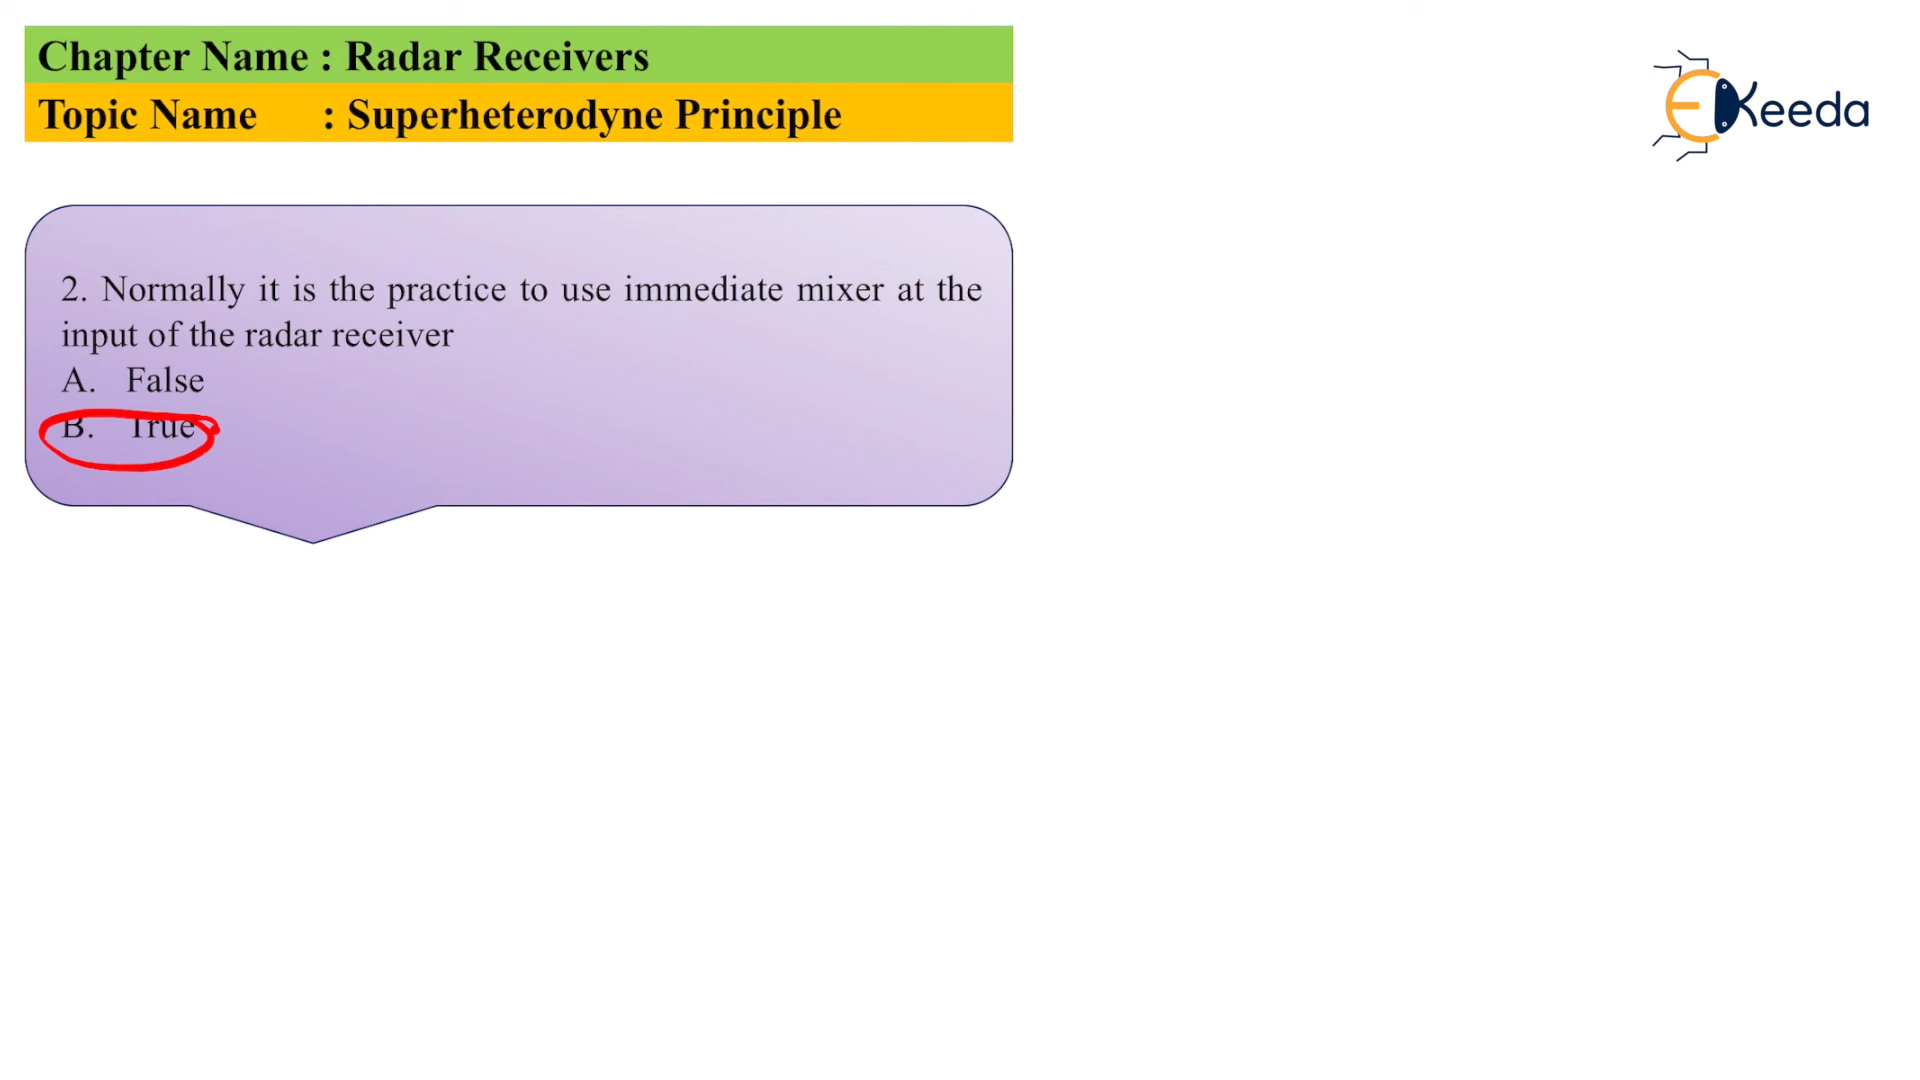 Chapter Name : Radar Receivers
Topic Name : Superheterodyne Principle
EKeeda
2. Normally it is the practice to use immediate mixer at the
input of the radar receiver
A. False
B. True